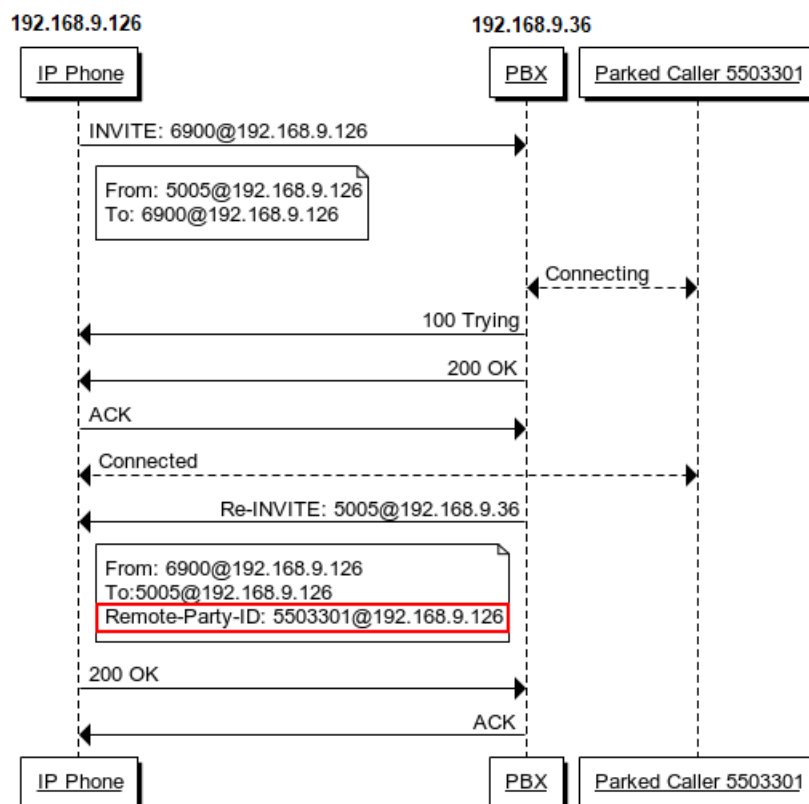 192.168.9.126
192.168.9.36
IP Phone
PBX
Parked Caller 5503301
INVITE: 6900@192.168.9.126
From: 5005@192.168.9.126
To: 6900@192.168.9.126
Connecting
100 Trying
200 OK
ACK
Connected
Re-INVITE: 5005@192.168.9.36
From: 6900@192.168.9.126
To:5005@192.168.9.126
Remote-Party-ID: 5503301@192.168.9.126
200 OK
ACK
IP Phone
PBX
Parked Caller 5503301